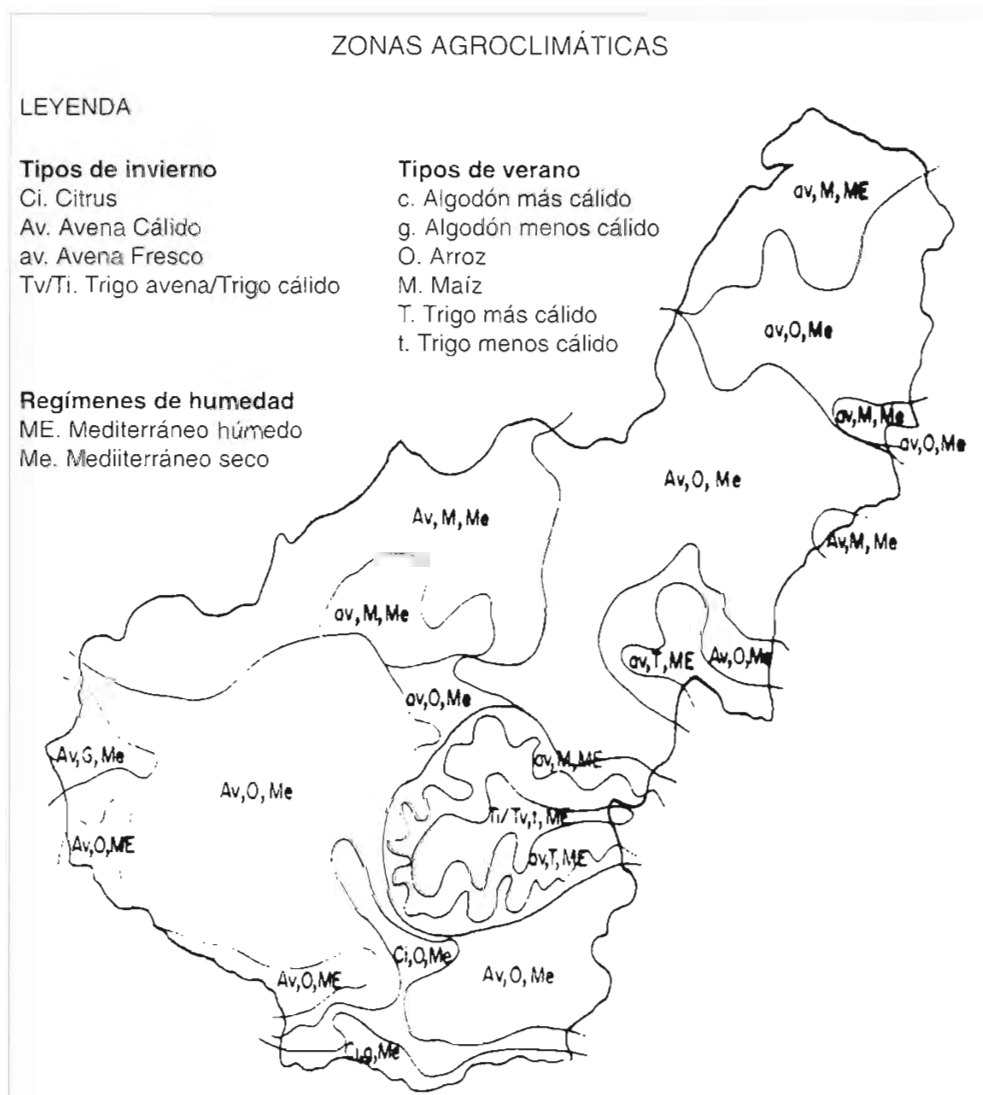 ZONAS AGROCLIMÁTICAS
LEYENDA
Tipos de invierno
Ci. Citrus
Av. Avena Cálido
av. Avena Fresco
Tv/Ti. Trigo avena/Trigo cálido
Tipos de verano
c. Algodón más cálido
g. Algodón menos cálido
O. Arroz
M. Maíz
T. Trigo más cálido
t. Trigo menos cálido
Regímenes de humedad
ME. Mediterráneo húmedo
Me. Mediiterráneo seco
av, M, ME
av,O,Me
av,M,Me
av,O,Me
Av,O, Me
Av, M, Me
Av,M, Me
av, M, Me
av,T,ME
Av,O,Me
av,O,Me
av,M,ME
Av,G,Me
Av,O,Me
Ti/Tv,t,ME
Av,O,ME
av,T,ME
Ci,O,Me
Av,O,ME
Av,O,Me
Ci,g,Me